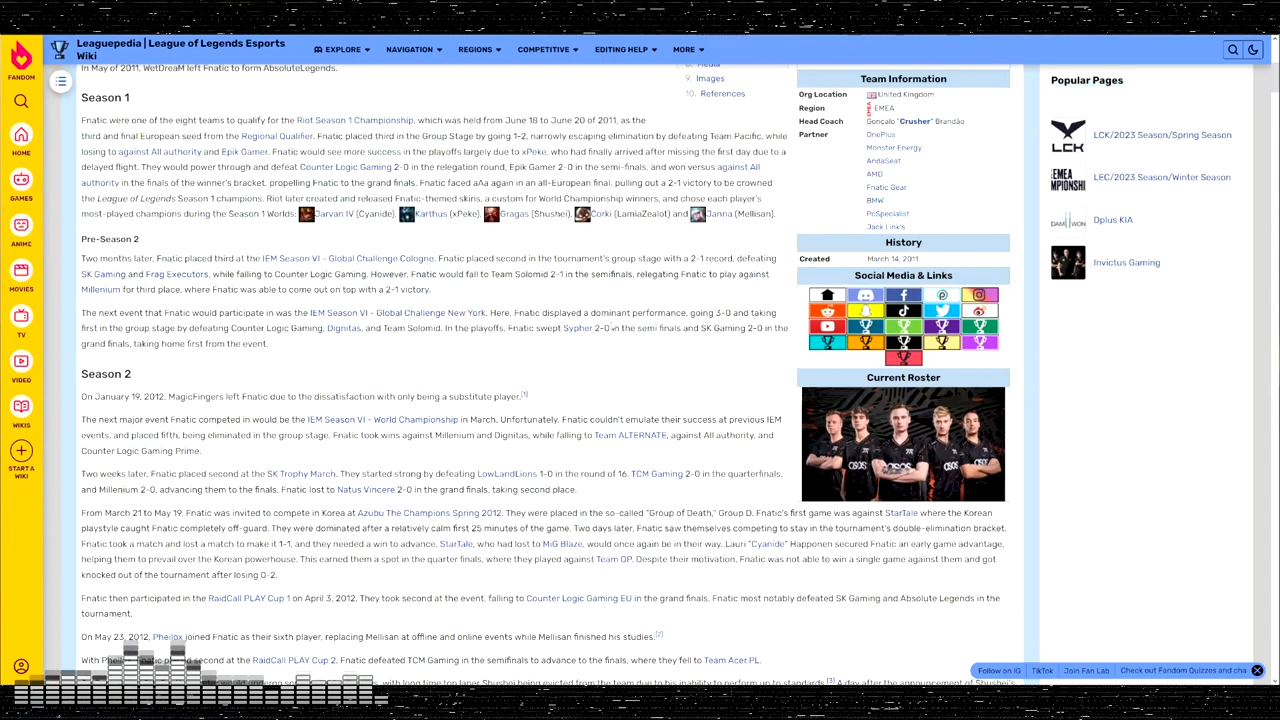 Leaguepedia | League of Legends Esports
Wiki
EXPLORE
NAVIGATION
REGIONS
COMPETITIVE
EDITING HELP
MORE
FANDOM
HOME
GAMES
ANIME
MOVIES
TV
VIDEO
WIKIS
START A
WIKI
In May of 2011, WetDreaM left Fnatic to form AbsoluteLegends.
8. Media
9. Images
10. References
Season 1
Fnatic were one of the eight teams to qualify for the Riot Season 1 Championship, which was held from June 18 to June 20 of 2011, as the
third and final European seed from the Regional Qualifier. Fnatic placed third in the Group Stage by going 1-2, narrowly escaping elimination by defeating Team Pacific, while
losing to against All authority and Epik Gamer. Fnatic would see more success in the playoffs largely due to xPeke, who had finally arrived after missing the first day due to a
delayed flight. They would power through and defeat Counter Logic Gaming 2-0 in the relegation round, Epik Gamer 2-0 in the semi-finals, and won versus against All
authority in the finals of the winner's bracket, propelling Fnatic to the grand finals. Fnatic faced aAa again in an all-European final, pulling out a 2-1 victory to be crowned
the League of Legends Season 1 champions. Riot later created and released Fnatic-themed skins, a custom for World Championship winners, and chose each player's
most-played champions during the Season 1 Worlds: Jarvan IV (Cyanide), Karthus (xPeke), Gragas (Shushei), Corki (LamiaZealot) and Janna (Mellisan).
Pre-Season 2
Two months later, Fnatic placed third at the IEM Season VI - Global Challenge Cologne. Fnatic placed second in the tournament's group stage with a 2-1 record, defeating
SK Gaming and Frag Executors, while falling to Counter Logic Gaming. However, Fnatic would fall to Team Solomid 2-1 in the semifinals, relegating Fnatic to play against
Millenium for third place, where Fnatic was able to come out on top with a 2-1 victory.
The next event that Fnatic would participate in was the IEM Season VI - Global Challenge New York. Here, Fnatic displayed a dominant performance, going 3-0 and taking
first in the group stage by defeating Counter Logic Gaming, Dignitas, and Team Solomid. In the playoffs, Fnatic swept Sypher 2-0 in the semi finals and SK Gaming 2-0 in the
grand finals, taking home first from the event.
Season 2
On January 19, 2012, MagicFingers left Fnatic due to the dissatisfaction with only being a substitute player.[1]
The next major event Fnatic competed in would be the IEM Season VI - World Championship in March. Unfortunately, Fnatic couldn't emulate their success at previous IEM
events, and placed fifth, being eliminated in the group stage. Fnatic took wins against Millenium and Dignitas, while falling to Team ALTERNATE, against All authority, and
Counter Logic Gaming Prime.
Two weeks later, Fnatic placed second at the SK Trophy March. They started strong by defeating LowLandLions 1-0 in the round of 16, TCM Gaming 2-0 in the quarterfinals,
and Millenium 2-0, advancing them to the finals. Fnatic lost to Natus Vincere 2-0 in the grand finals, taking second place.
From March 21 to May 19, Fnatic was invited to compete in Korea at Azubu The Champions Spring 2012. They were placed in the so-called "Group of Death," Group D. Fnatic's first game was against StarTale where the Korean
playstyle caught Fnatic completely off-guard. They were dominated after a relatively calm first 25 minutes of the game. Two days later, Fnatic saw themselves competing to stay in the tournament's double-elimination bracket.
Fnatic took a match and lost a match to make it 1-1, and they needed a win to advance. StarTale, who had lost to MiG Blaze, would once again be in their way. Lauri "Cyanide" Happonen secured Fnatic an early game advantage,
helping them to prevail over the Korean powerhouse. This earned them a spot in the quarter finals, where they played against Team OP. Despite their motivation, Fnatic was not able to win a single game against them and got
knocked out of the tournament after losing 0-2.
Fnatic then participated in the RaidCall PLAY Cup 1 on April 3, 2012. They took second at the event, falling to Counter Logic Gaming EU in the grand finals. Fnatic most notably defeated SK Gaming and Absolute Legends in the
tournament.
On May 23, 2012, Pheilox joined Fnatic as their sixth player, replacing Mellisan at offline and online events while Mellisan finished his studies.[2]
second at the RaidCall PLAY Cup 2. Fnatic defeated TCM Gaming in the semifinals to advance to the finals, where they fell to Team Acer.PL.
with long time top laner Shushei being evicted from the team due to his inability to perform up to standards.[3] A day after the announcement of Shushei's
Team Information
Org Location United Kingdom
Region EMEA
Head Coach Gonçalo "Crusher" Brandão
Partner OnePlus
Monster Energy
AndaSeat
AMD
Fnatic Gear
BMW
PcSpecialist
Jack Link's
History
Created March 14, 2011
Social Media & Links
Current Roster
Popular Pages
LCK/2023 Season/Spring Season
LEC/2023 Season/Winter Season
Dplus KIA
Invictus Gaming
Follow on IG
TikTok
Join Fan Lab
Check out Fandom Quizzes and cha